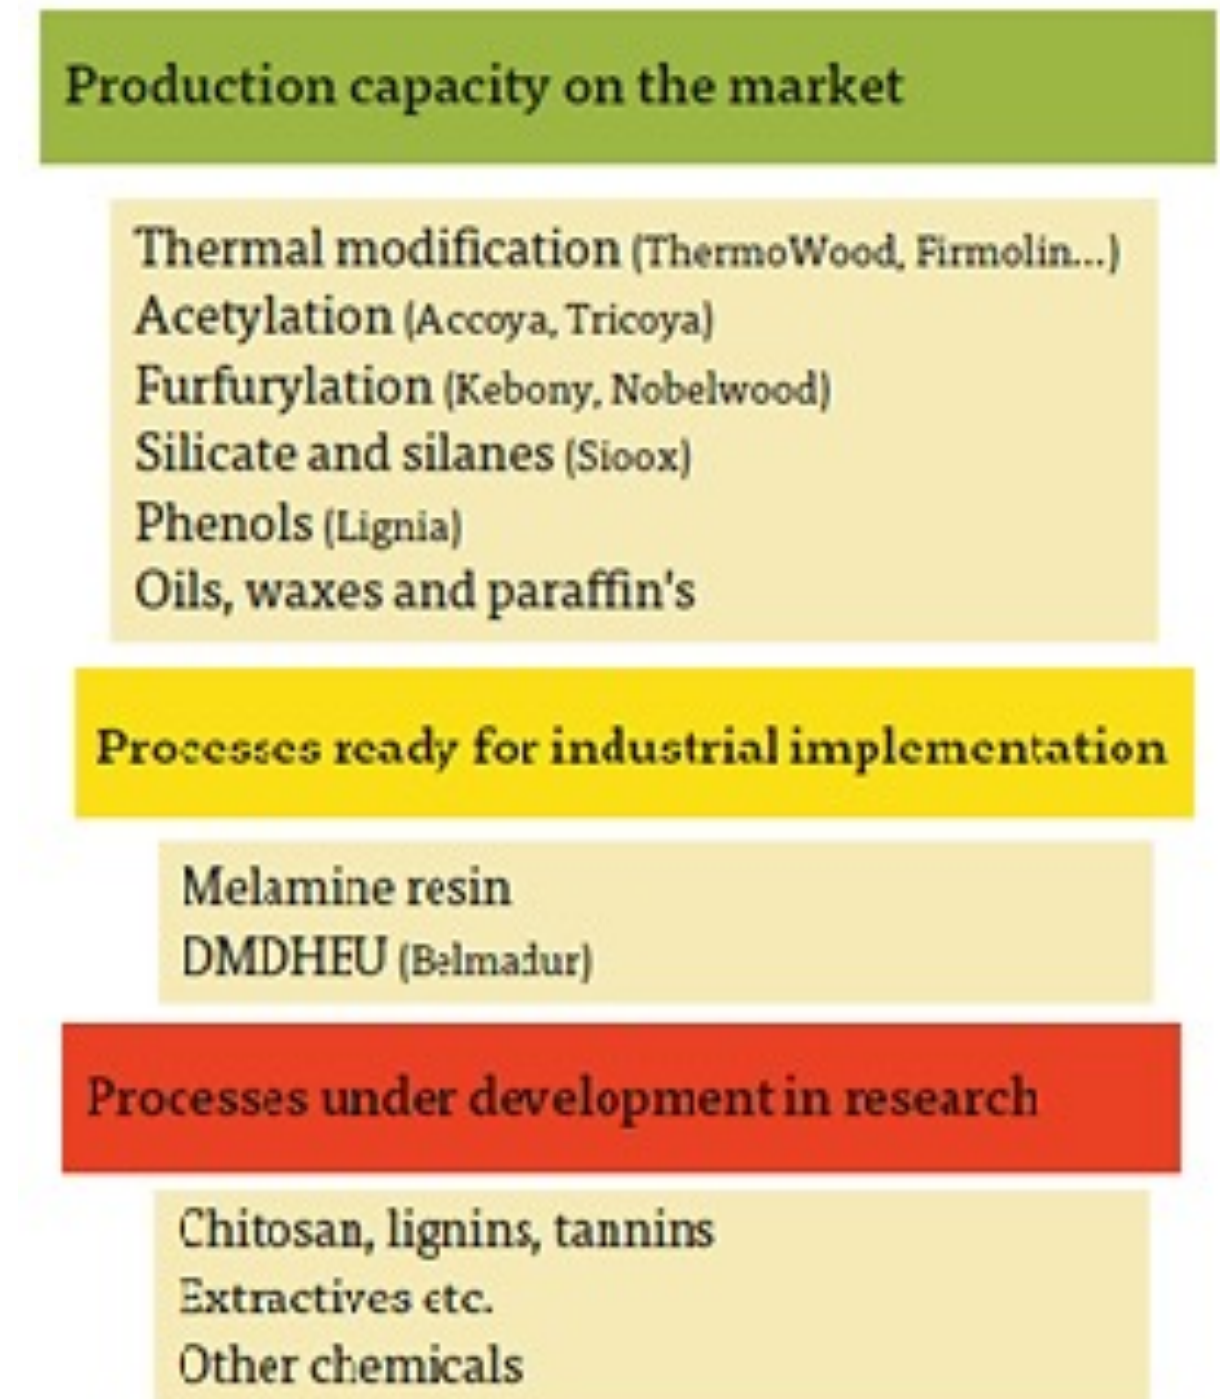 Production capacity on the market
Thermal modification (ThermoWood, Firmolin...)
Acetylation (Accoya, Tricoya)
Furfurylation (Kebony, Nobelwood)
Silicate and silanes (Sioox)
Phenols (Lignia)
Oils, waxes and paraffin's
Processes ready for industrial implementation
Melamine resin
DMDHEU (Belmadur)
Processes under development in research
Chitosan, lignins, tannins
Extractives etc.
Other chemicals